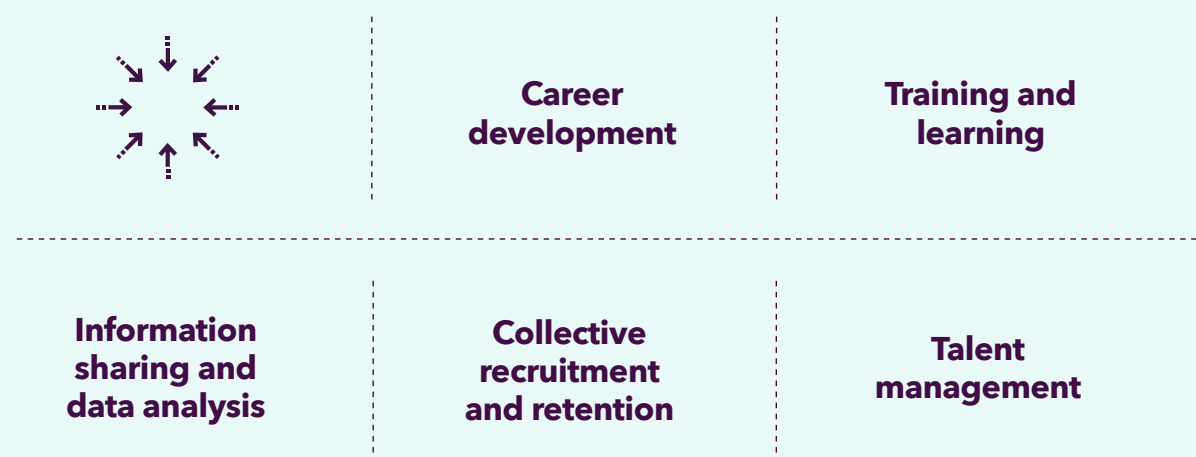 Career
development
Training and
learning
Information
sharing and
data analysis
Collective
recruitment
and retention
Talent
management